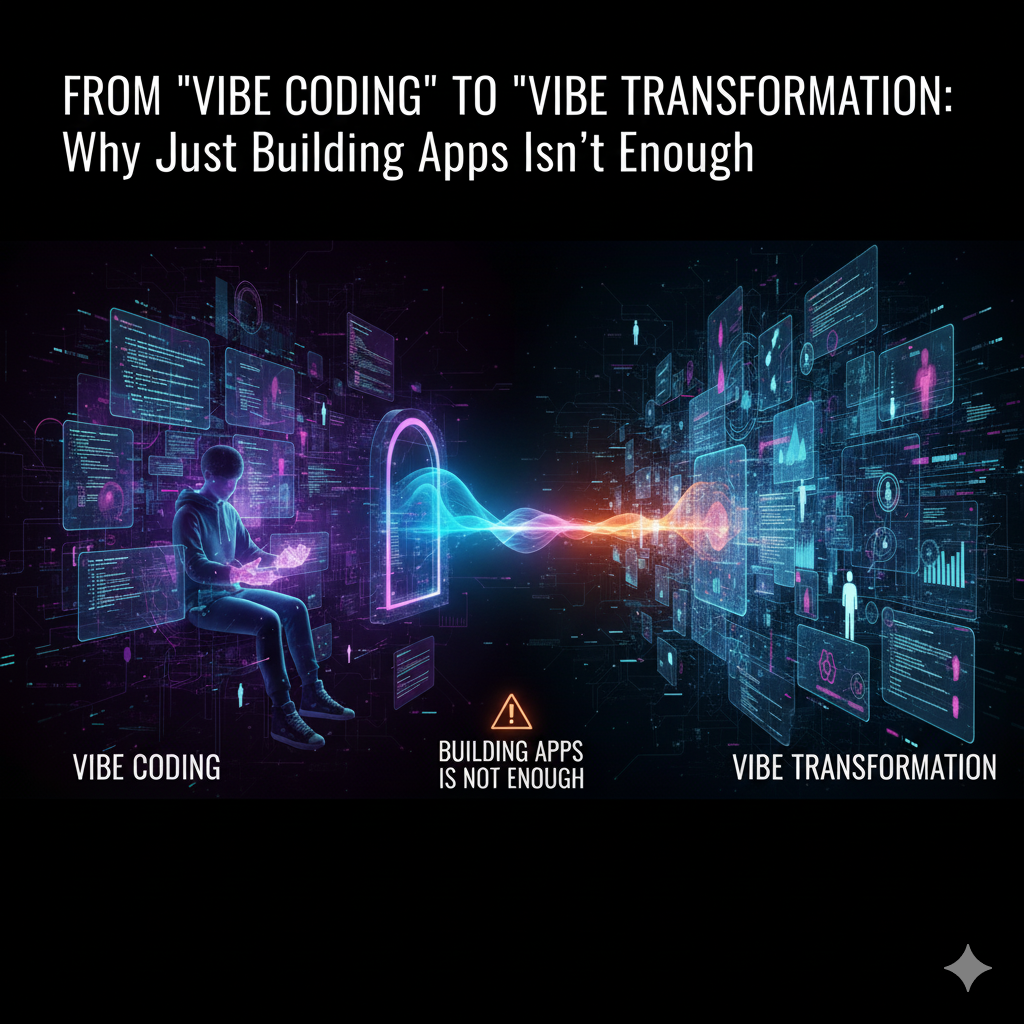 FROM "VIBE CODING" TO "VIBE TRANSFORMATION:
Why Just Building Apps Isn’t Enough
VIBE CODING
BUILDING APPS
IS NOT ENOUGH
VIBE TRANSFORMATION